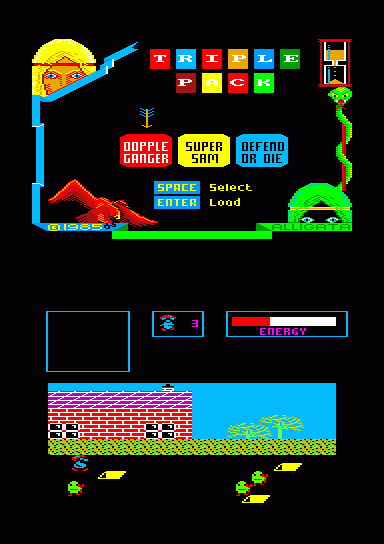 TRIPLE
PACK
DOPPLE GANGER
SUPER SAM
DEFEND OR DIE
SPACE Select
ENTER Load
©1985
ALLIGATA
3
ENERGY